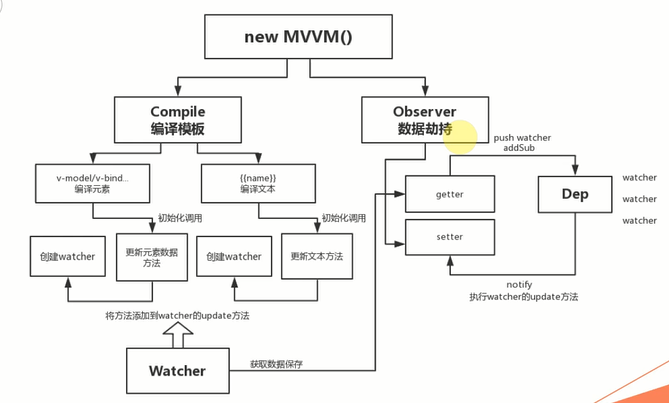 new MVVM()
Compile
编译模板
Observer
数据劫持
push watcher
addSub
v-model/v-bind...
编译元素
{{name}}
编译文本
getter
Dep
watcher
watcher
watcher
初始化调用
初始化调用
setter
创建watcher
更新元素数据
方法
创建watcher
更新文本方法
notify
执行watcher的update方法
将方法添加到watcher的update方法
Watcher
获取数据保存